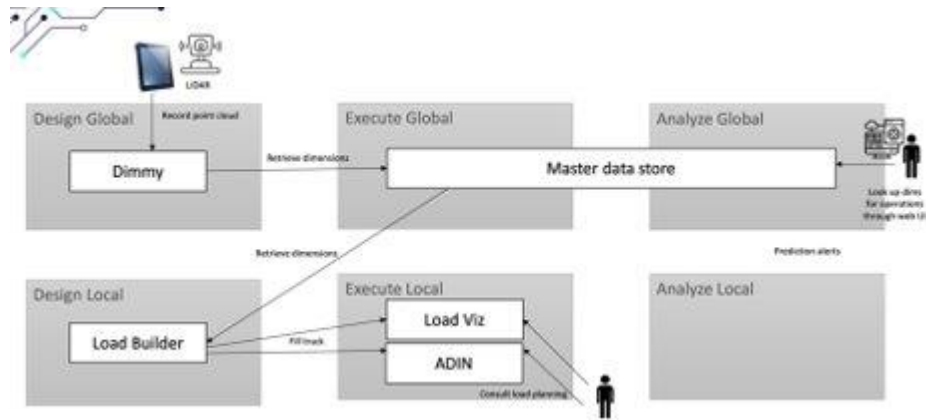 LiDAR
Design Global
Record point cloud
Execute Global
Analyze Global
Dimmy
Retrieve dimensions
Master data store
Look up dims
for operations
through web UI
Retrieve dimensions
Prediction alerts
Design Local
Execute Local
Analyze Local
Load Builder
Fill truck
Load Viz
ADIN
Consult load planning